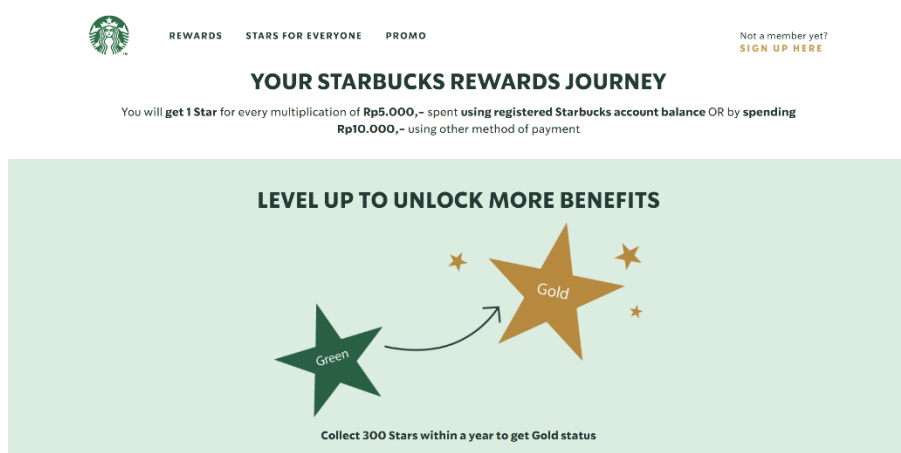 REWARDS STARS FOR EVERYONE PROMO
Not a member yet?
SIGN UP HERE
YOUR STARBUCKS REWARDS JOURNEY
You will get 1 Star for every multiplication of Rp5.000,- spent using registered Starbucks account balance OR by spending
Rp10.000,- using other method of payment
LEVEL UP TO UNLOCK MORE BENEFITS
Gold
Green
Collect 300 Stars within a year to get Gold status